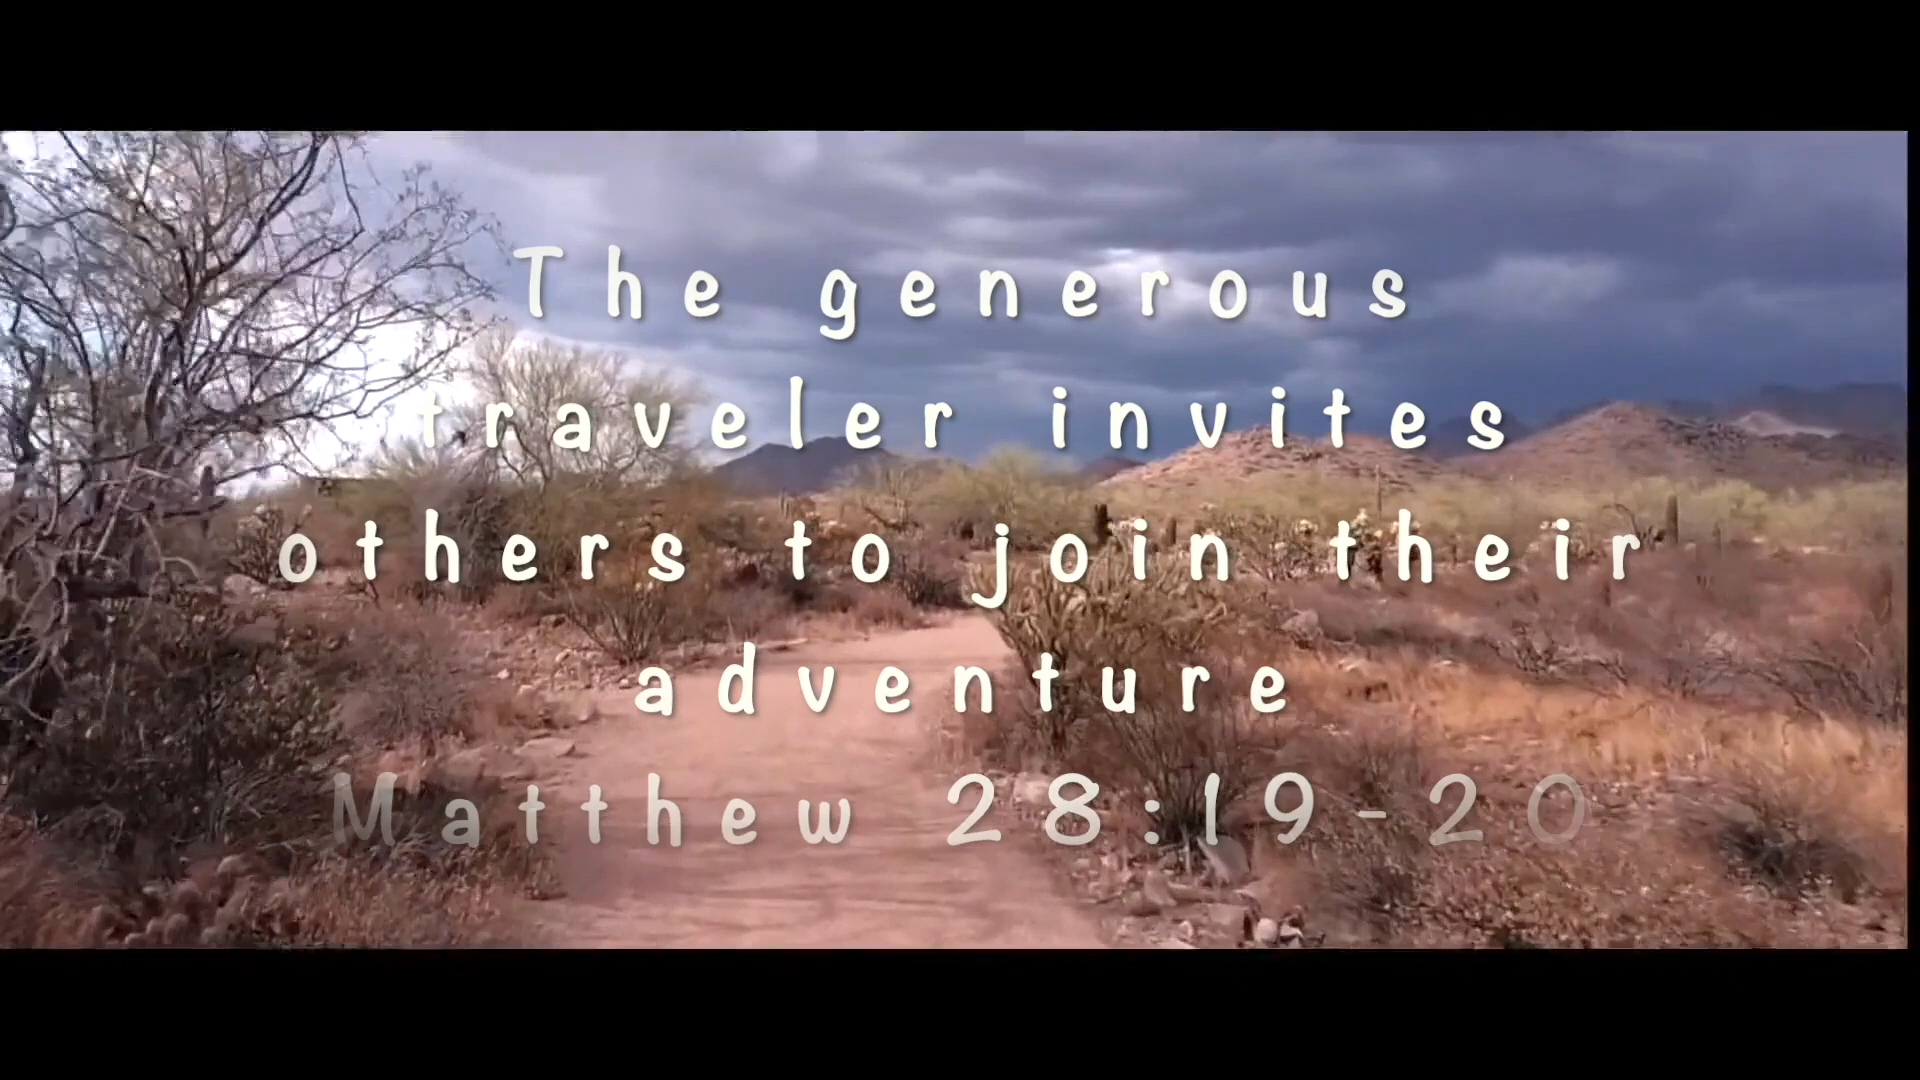 The generous
traveler invites
others to join their
adventure
Matthew 28:19-20